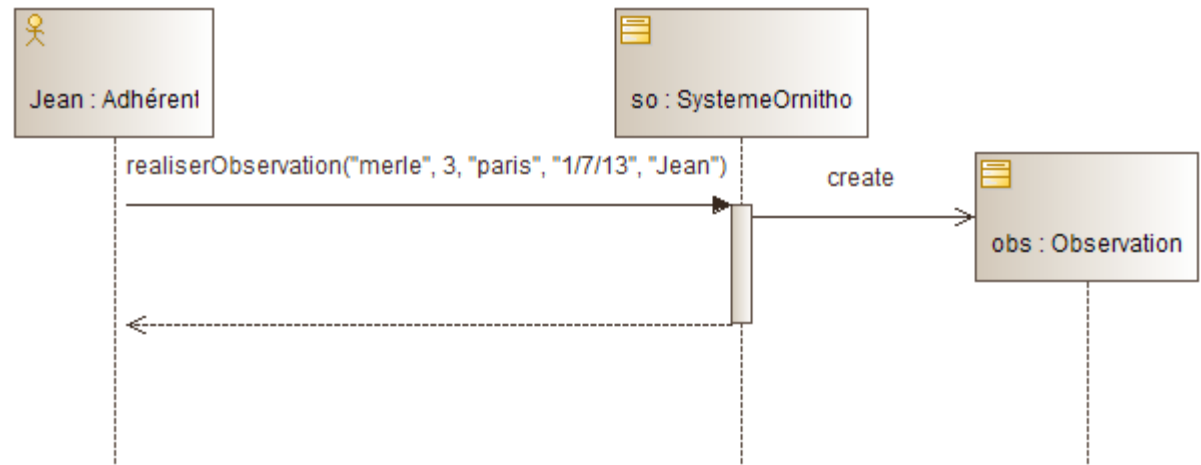 Jean : Adhérent
so : SystemeOrnitho
realiserObservation("merle", 3, "paris", "1/7/13", "Jean")
create
obs : Observation